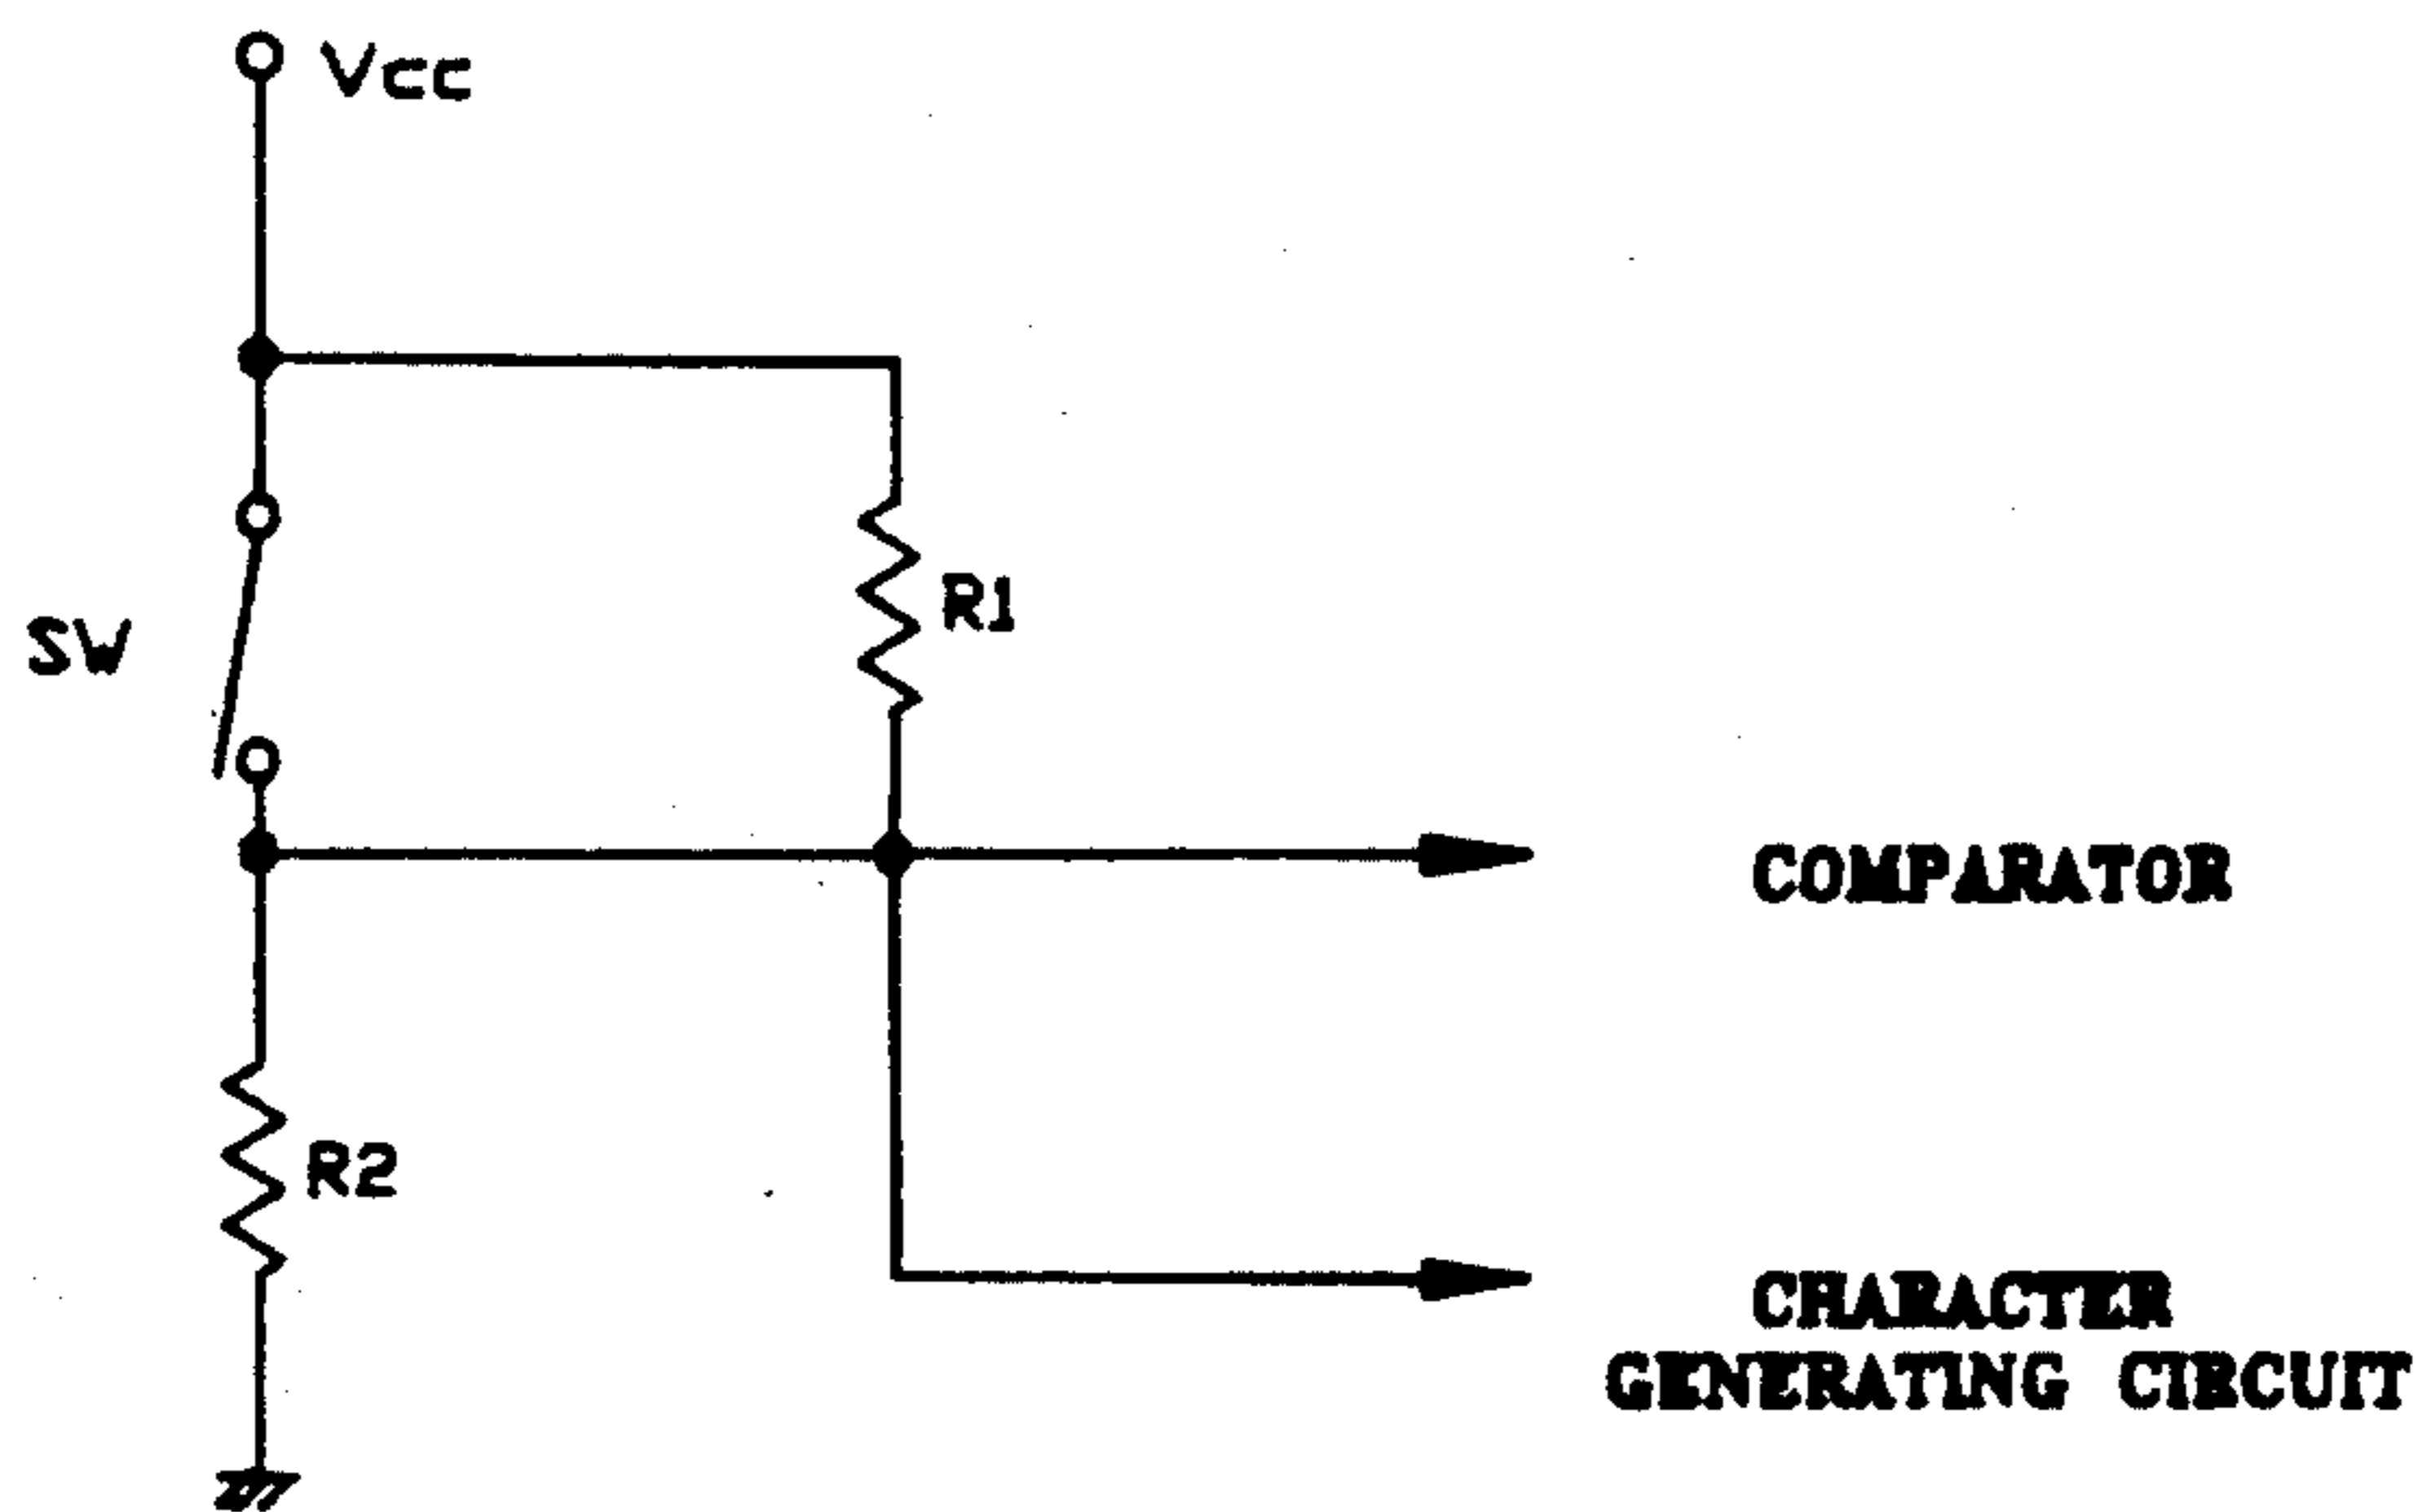 Vcc
SW
R1
COMPARATOR
R2
CHARACTER
GENERATING CIRCUIT